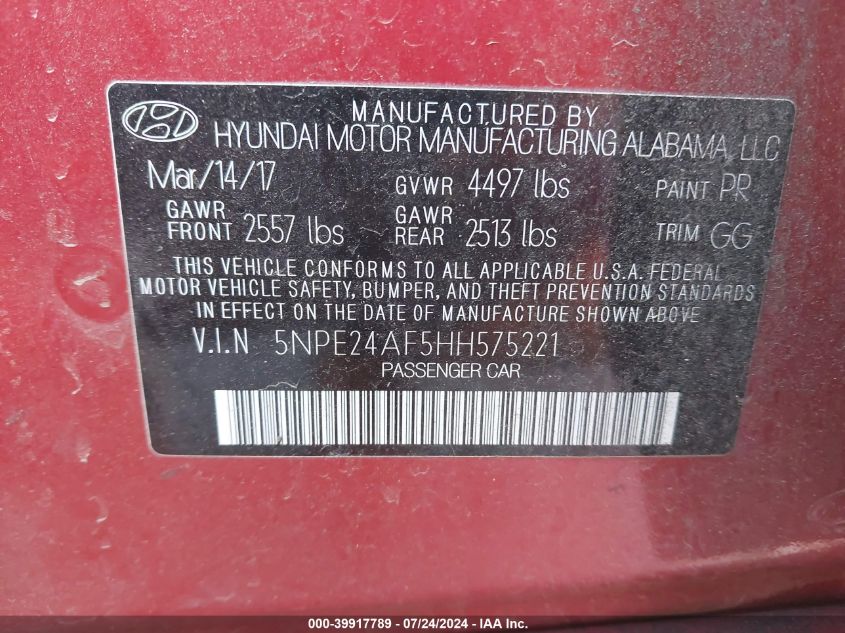 MANUFACTURED BY
HYUNDAI MOTOR MANUFACTURING ALABAMA, LLC
Mar/14/17 GVWR 4497 lbs PAINT PR
GAWR FRONT 2557 lbs GAWR REAR 2513 lbs TRIM GG
THIS VEHICLE CONFORMS TO ALL APPLICABLE U.S.A. FEDERAL
MOTOR VEHICLE SAFETY, BUMPER, AND THEFT PREVENTION STANDARDS
IN EFFECT ON THE DATE OF MANUFACTURE SHOWN ABOVE.
V.I.N 5NPE24AF5HH575221
PASSENGER CAR
000-39917789 / 07/24/2024 - IAA Inc.